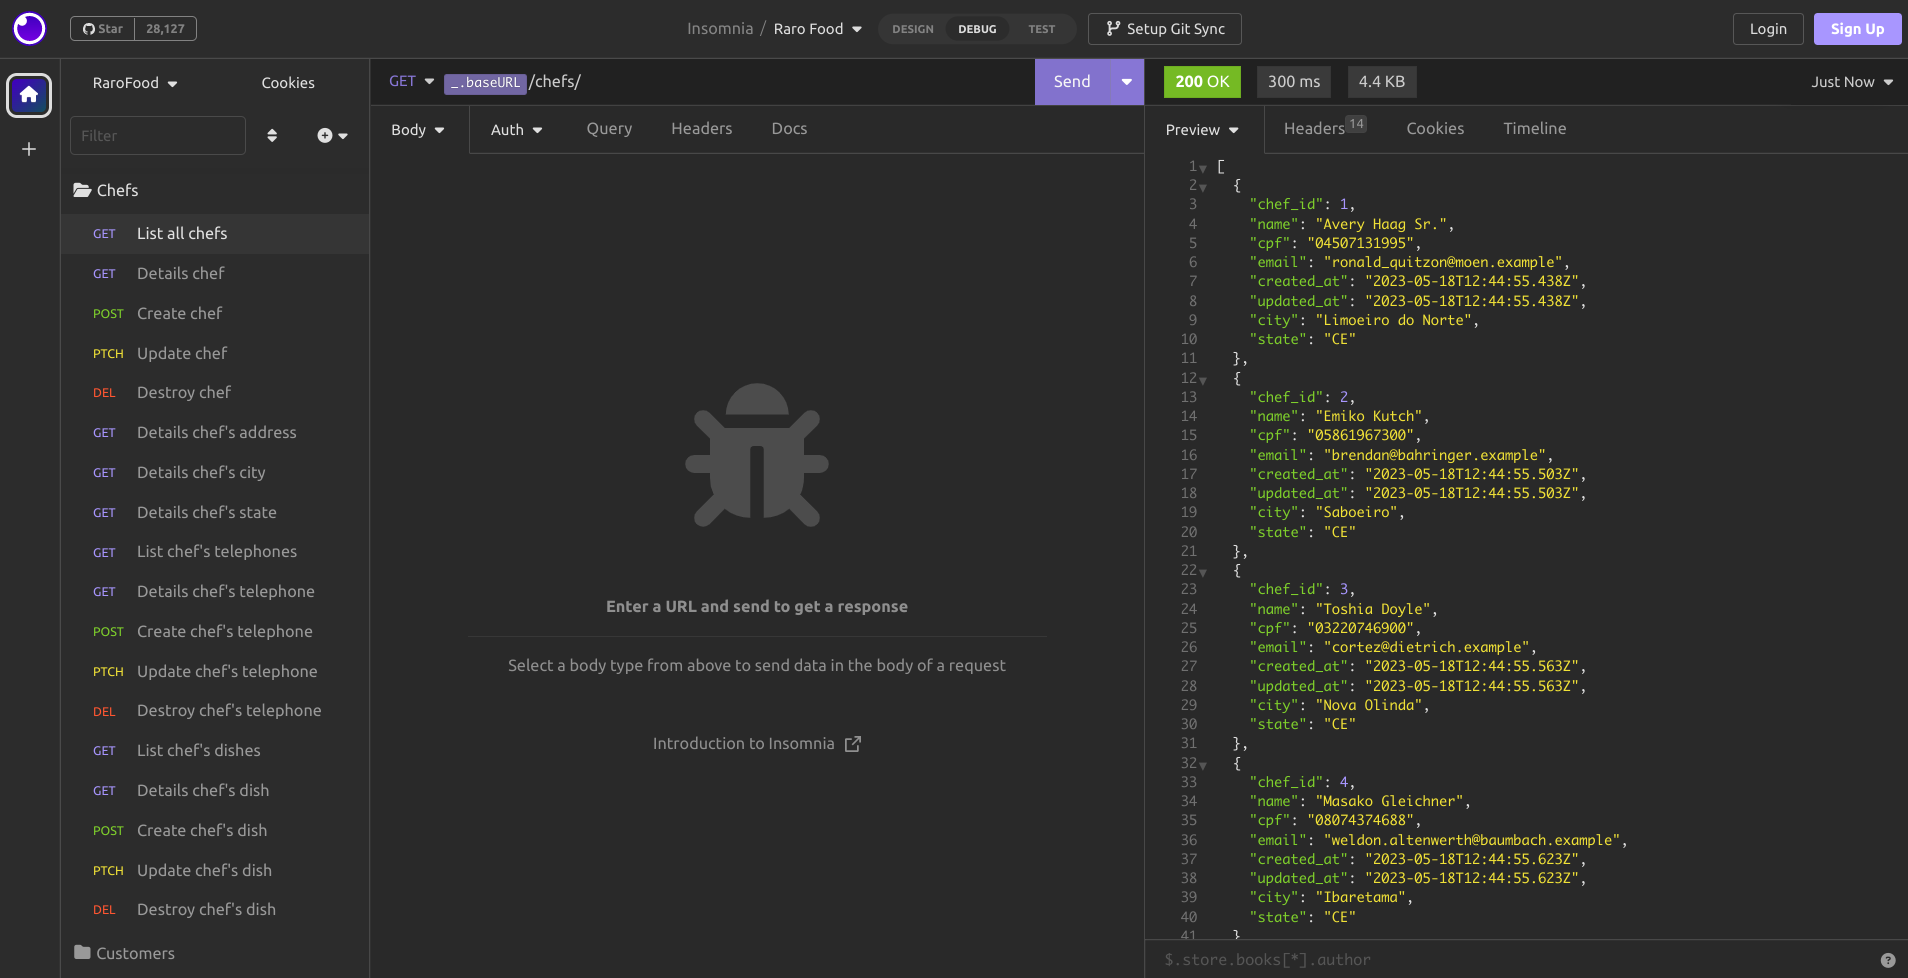 Star 28,127
Insomnia / Raro Food
DESIGN DEBUG TEST
Setup Git Sync
Login
Sign Up
RaroFood
Cookies
Filter
Chefs
GET List all chefs
GET Details chef
POST Create chef
PTCH Update chef
DEL Destroy chef
GET Details chef's address
GET Details chef's city
GET Details chef's state
GET List chef's telephones
GET Details chef's telephone
POST Create chef's telephone
PTCH Update chef's telephone
DEL Destroy chef's telephone
GET List chef's dishes
GET Details chef's dish
POST Create chef's dish
PTCH Update chef's dish
DEL Destroy chef's dish
Customers
GET _.baseURL/chefs/
Send
Body Auth Query Headers Docs
Enter a URL and send to get a response
Select a body type from above to send data in the body of a request
Introduction to Insomnia
200 OK 300 ms 4.4 KB
Just Now
Preview Headers 14 Cookies Timeline
1 [
2 {
3 "chef_id": 1,
4 "name": "Avery Haag Sr.",
5 "cpf": "04507131995",
6 "email": "ronald_quitzon@moen.example",
7 "created_at": "2023-05-18T12:44:55.438Z",
8 "updated_at": "2023-05-18T12:44:55.438Z",
9 "city": "Limoeiro do Norte",
10 "state": "CE"
11 },
12 {
13 "chef_id": 2,
14 "name": "Emiko Kutch",
15 "cpf": "05861967300",
16 "email": "brendan@bahringer.example",
17 "created_at": "2023-05-18T12:44:55.503Z",
18 "updated_at": "2023-05-18T12:44:55.503Z",
19 "city": "Saboeiro",
20 "state": "CE"
21 },
22 {
23 "chef_id": 3,
24 "name": "Toshia Doyle",
25 "cpf": "03220746900",
26 "email": "cortez@dietrich.example",
27 "created_at": "2023-05-18T12:44:55.563Z",
28 "updated_at": "2023-05-18T12:44:55.563Z",
29 "city": "Nova Olinda",
30 "state": "CE"
31 },
32 {
33 "chef_id": 4,
34 "name": "Masako Gleichner",
35 "cpf": "08074374688",
36 "email": "weldon.altenwerth@baumbach.example",
37 "created_at": "2023-05-18T12:44:55.623Z",
38 "updated_at": "2023-05-18T12:44:55.623Z",
39 "city": "Ibaretama",
40 "state": "CE"
41 }
$.store.books[*].author